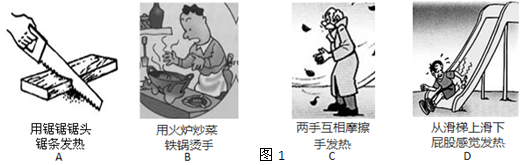 用锯锯锯头
锯条发热
A
用火炉炒菜
铁锅烫手
B
两手互相摩擦
手发热
C
从滑梯上滑下
屁股感觉发热
D
图 1